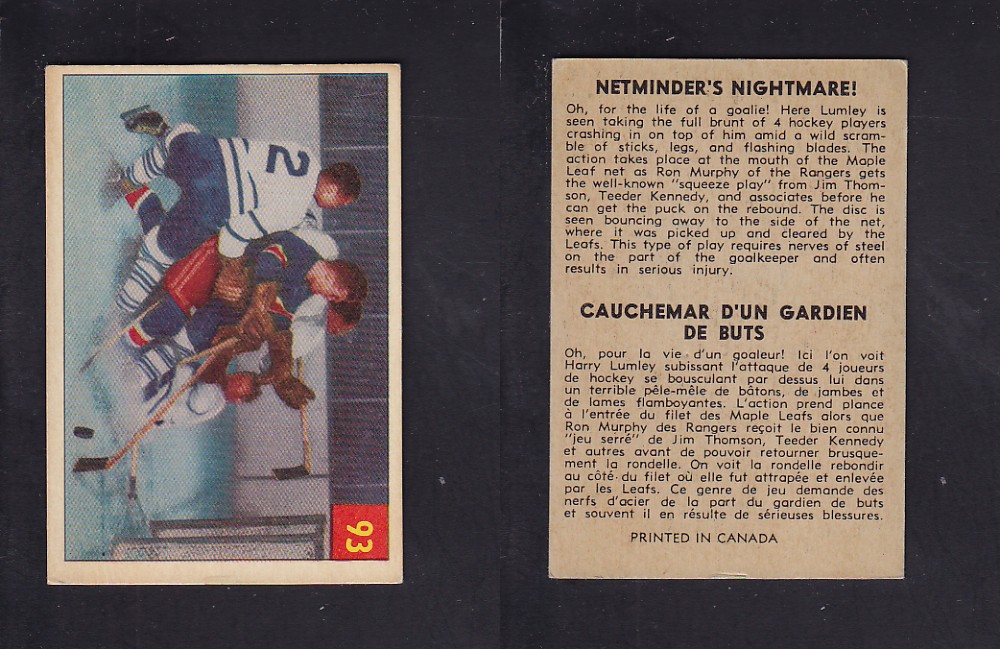 2
93
NETMINDER'S NIGHTMARE!
Oh, for the life of a goalie! Here Lumley is
seen taking the full brunt of 4 hockey players
crashing in on top of him amid a wild scram-
ble of sticks, legs, and flashing blades. The
action takes place at the mouth of the Maple
Leaf net as Ron Murphy of the Rangers gets
the well-known "squeeze play" from Jim Thom-
son, Teeder Kennedy, and associates before he
can get the puck on the rebound. The disc is
seen bouncing away to the side of the net,
where it was picked up and cleared by the
Leafs. This type of play requires nerves of steel
on the part of the goalkeeper and often
results in serious injury.
CAUCHEMAR D'UN GARDIEN
DE BUTS
Oh, pour la vie d'un goaleur! Ici l'on voit
Harry Lumley subissant l'attaque de 4 joueurs
de hockey se bousculant par dessus lui dans
un terrible pêle-mêle de bâtons, de jambes et
de lames flamboyantes. L'action prend plance
à l'entrée du filet des Maple Leafs alors que
Ron Murphy des Rangers reçoit le bien connu
"jeu serré" de Jim Thomson, Teeder Kennedy
et autres avant de pouvoir retourner brusque-
ment la rondelle. On voit la rondelle rebondir
au côté du filet où elle fut attrapée et enlevée
par les Leafs. Ce genre de jeu demande des
nerfs d'acier de la part du gardien de buts
et souvent il en résulte de sérieuses blessures.
PRINTED IN CANADA